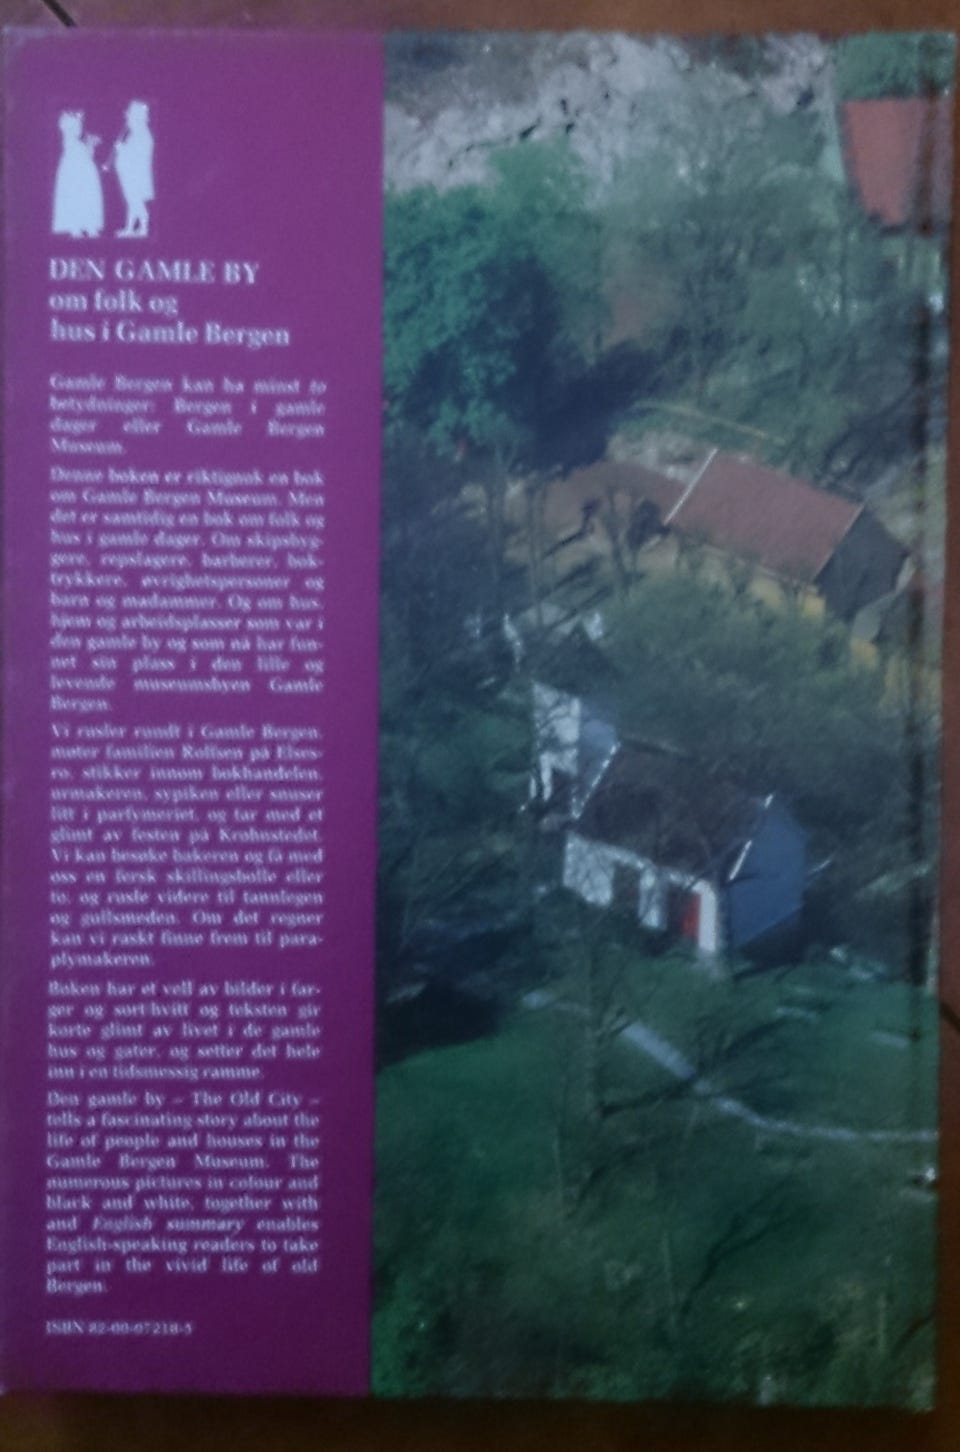 DEN GAMLE BY
om folk og
hus i Gamle Bergen
Gamle Bergen kan ha minst to
betydninger: Bergen i gamle
dager eller Gamle Bergen
Museum.
Denne boken er riktignok en bok
om Gamle Bergen Museum. Men
det er samtidig en bok om folk og
hus i gamle dager. Om skipsbyg-
gere, repslagere, barberer, bok-
trykkere, øvrighetspersoner og
barn og madammer. Og om hus,
hjem og arbeidsplasser som var i
den gamle by og som nå har fun-
net sin plass i den lille og
levende museumsbyen Gamle
Bergen.
Vi rusler rundt i Gamle Bergen,
møter familien Rolfsen på Elses-
ro, stikker innom bokhandelen,
urmakeren, sypiken eller snuser
litt i parfymeriet, og tar med et
glimt av festen på Krohnstedet.
Vi kan besøke bakeren og få med
oss en fersk skillingsbolle eller
to, og rusle videre til tannlegen
og gullsmeden. Om det regner
kan vi raskt finne frem til para-
plymakeren.
Boken har et vell av bilder i far-
ger og sort/hvitt og teksten gir
korte glimt av livet i de gamle
hus og gater, og setter det hele
inn i en tidsmessig ramme.
Den gamle by – The Old City –
tells a fascinating story about the
life of people and houses in the
Gamle Bergen Museum. The
numerous pictures in colour and
black and white, together with
and English summary enables
English-speaking readers to take
part in the vivid life of old
Bergen.
ISBN 82-00-07218-5